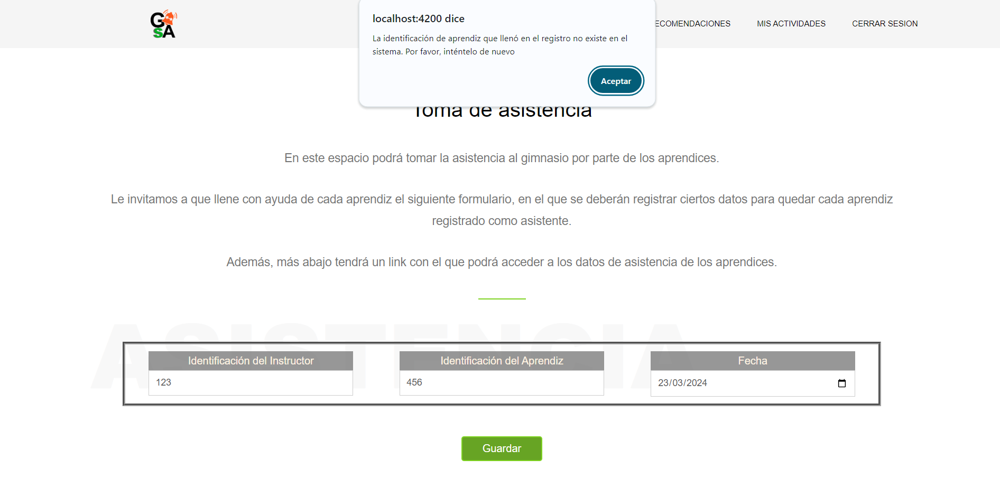 GASA
localhost:4200 dice
La identificación de aprendiz que llenó en el registro no existe en el
sistema. Por favor, inténtelo de nuevo
Aceptar
ECOMENDACIONES
MIS ACTIVIDADES
CERRAR SESION
Toma de asistencia
En este espacio podrá tomar la asistencia al gimnasio por parte de los aprendices.
Le invitamos a que llene con ayuda de cada aprendiz el siguiente formulario, en el que se deberán registrar ciertos datos para quedar cada aprendiz
registrado como asistente.
Además, más abajo tendrá un link con el que podrá acceder a los datos de asistencia de los aprendices.
ASISTENCIA
Identificación del Instructor
Identificación del Aprendiz
Fecha
123
456
23/03/2024
Guardar